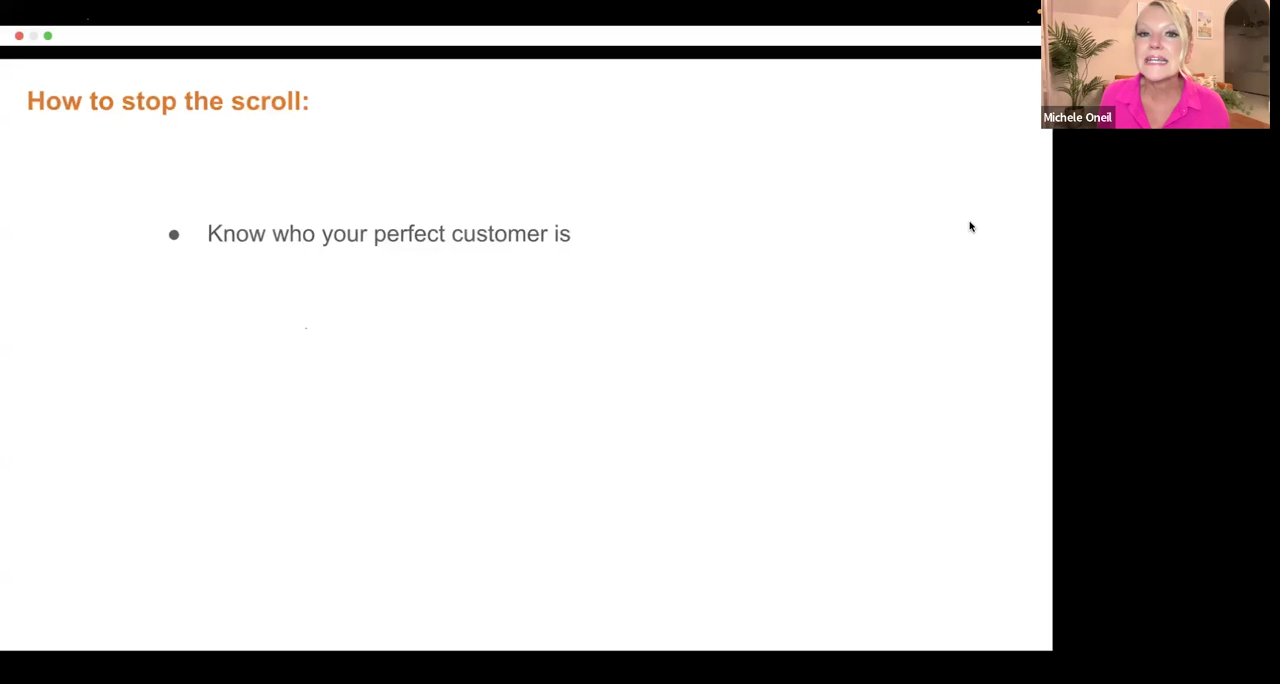 How to stop the scroll:
Michele Oneil
● Know who your perfect customer is